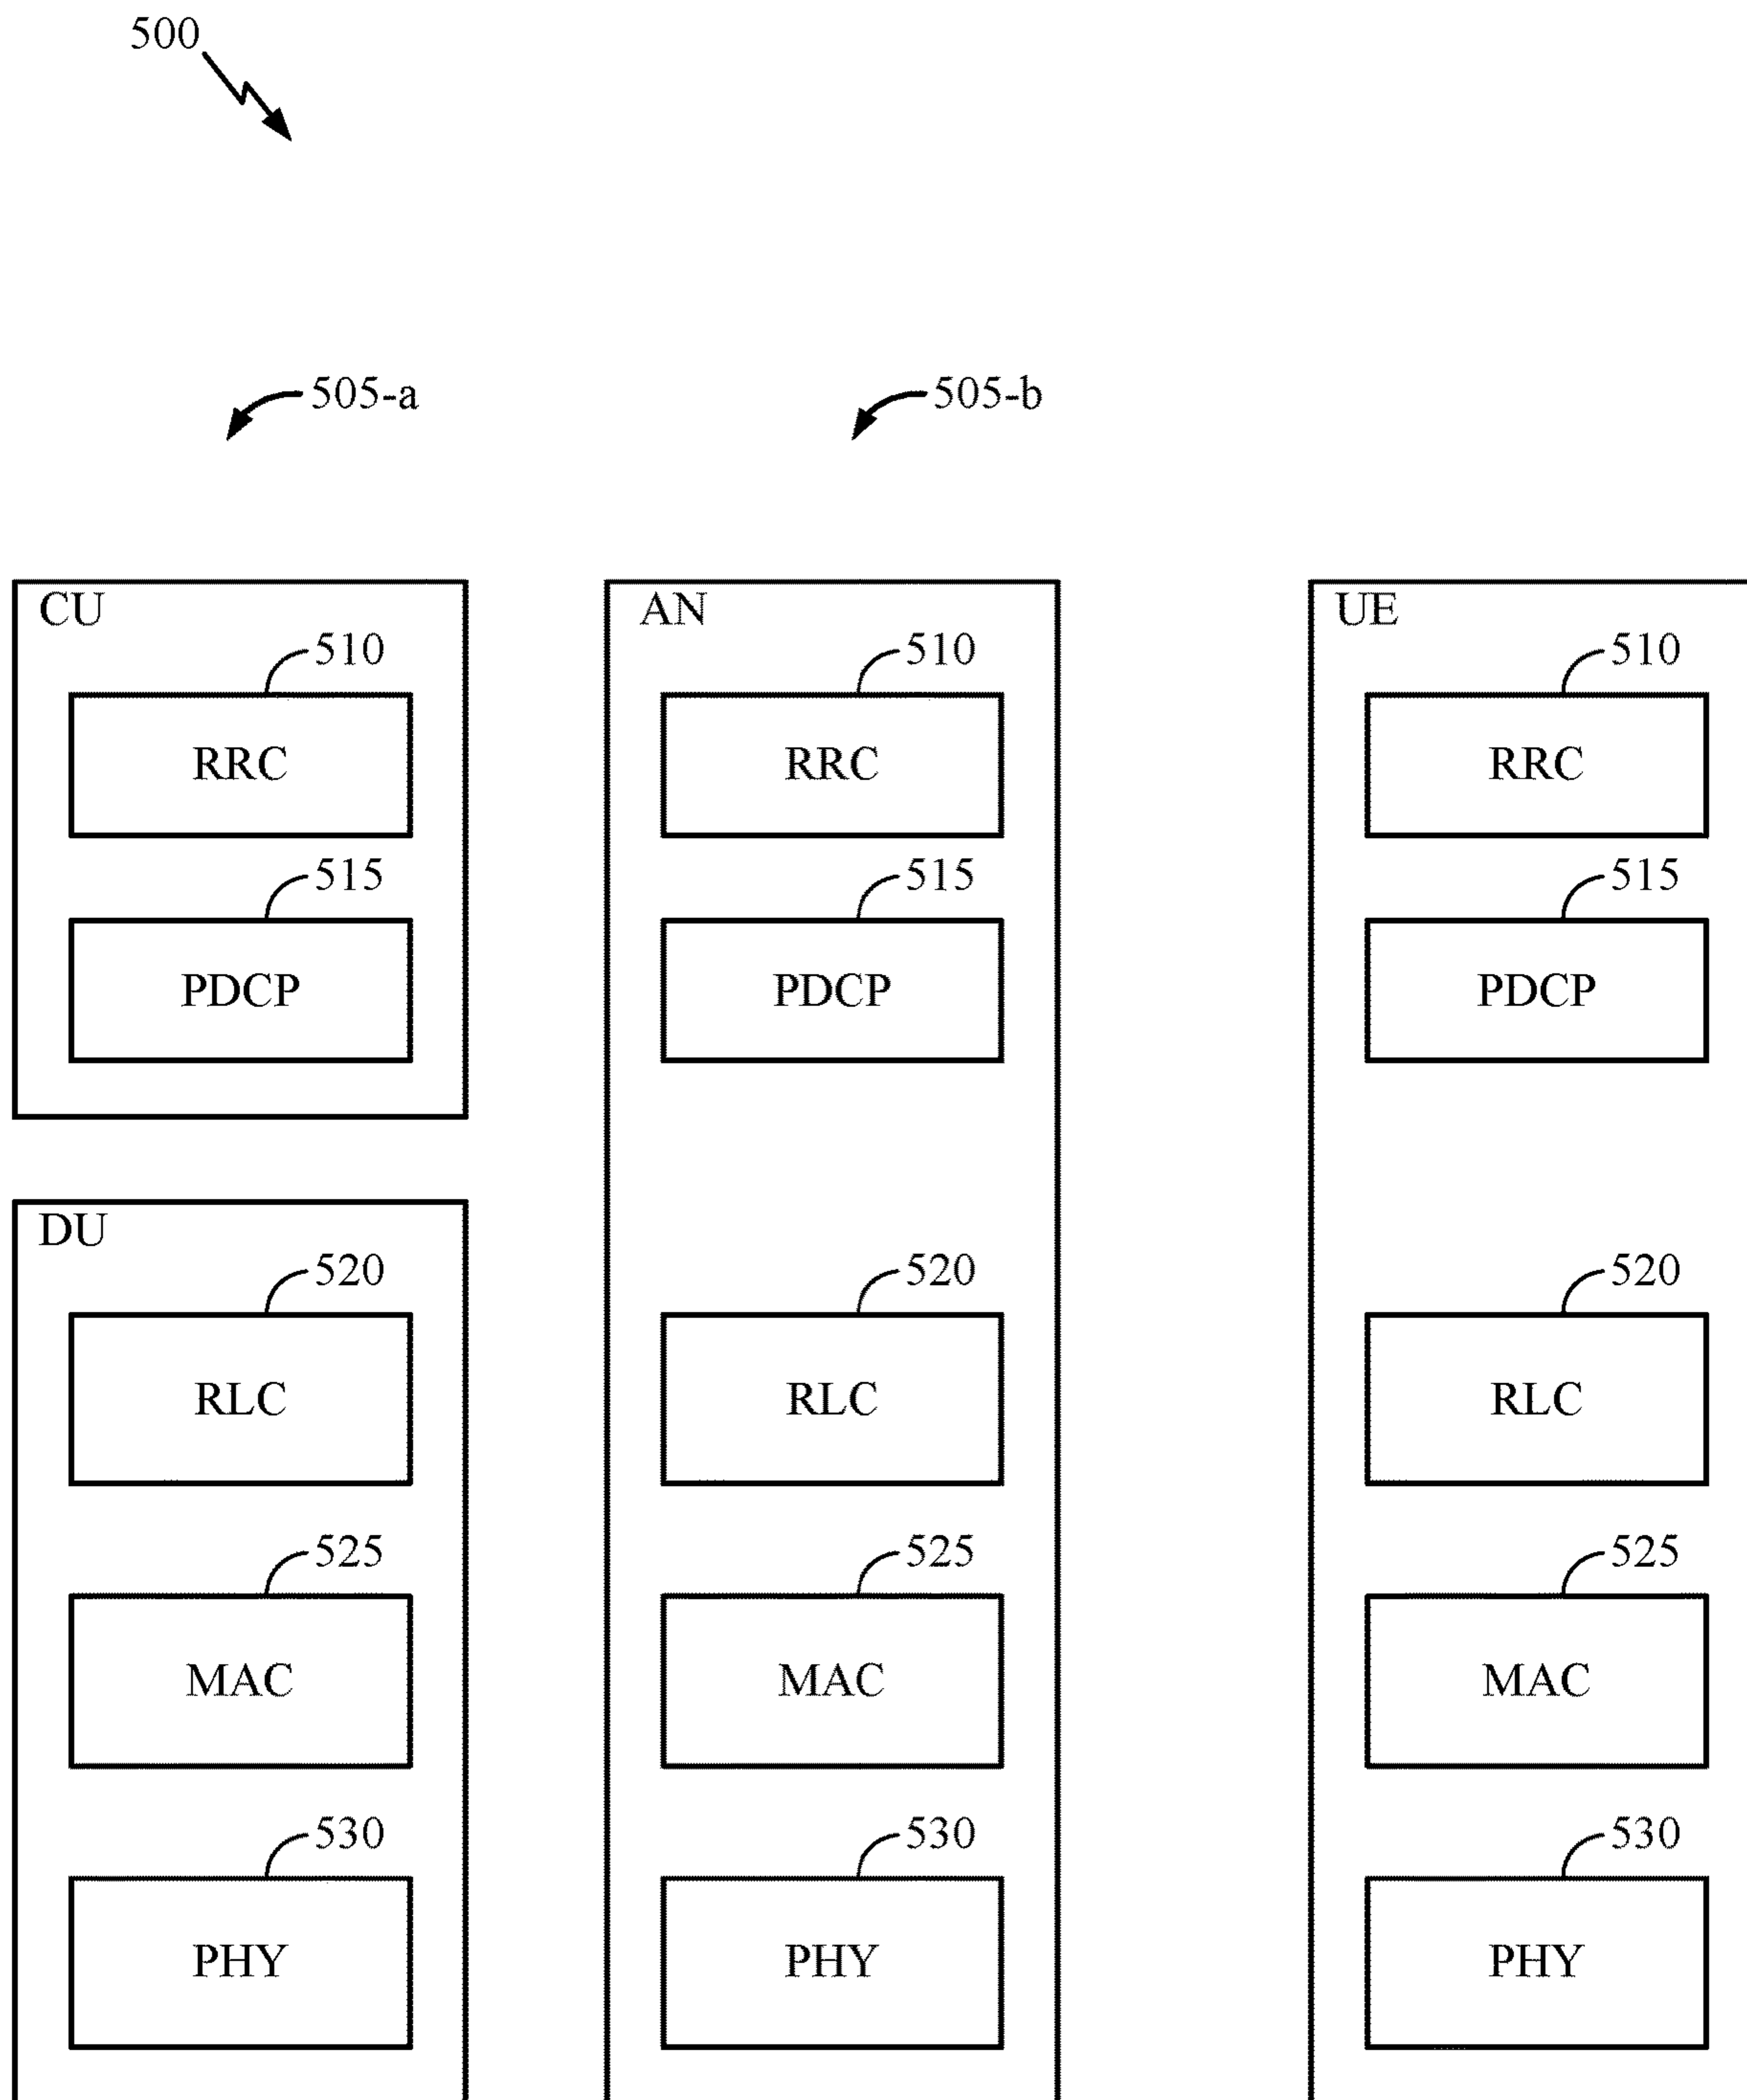 500
505-a 505-b
CU AN UE
510 510 510
RRC RRC RRC
515 515 515
PDCP PDCP PDCP
DU
520 520 520
RLC RLC RLC
525 525 525
MAC MAC MAC
530 530 530
PHY PHY PHY